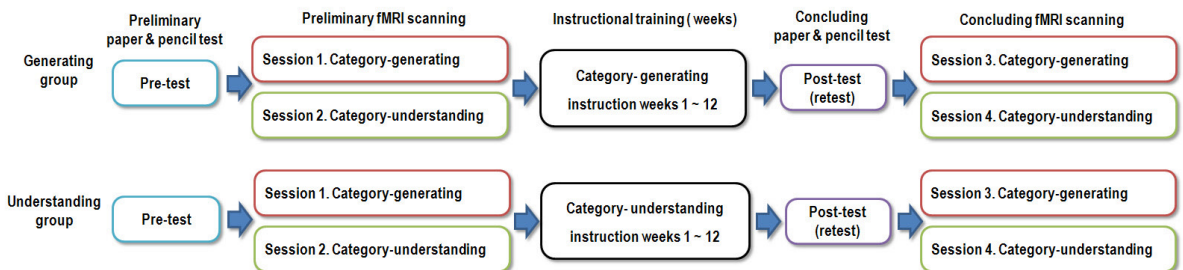 Preliminary
paper & pencil test
Preliminary fMRI scanning
Instructional training ( weeks)
Concluding
paper & pencil test
Concluding fMRI scanning
Generating
group
Pre-test
Session 1. Category-generating
Session 2. Category-understanding
Category- generating
instruction weeks 1 ~ 12
Post-test
(retest)
Session 3. Category-generating
Session 4. Category-understanding
Understanding
group
Pre-test
Session 1. Category-generating
Session 2. Category-understanding
Category- understanding
instruction weeks 1 ~ 12
Post-test
(retest)
Session 3. Category-generating
Session 4. Category-understanding